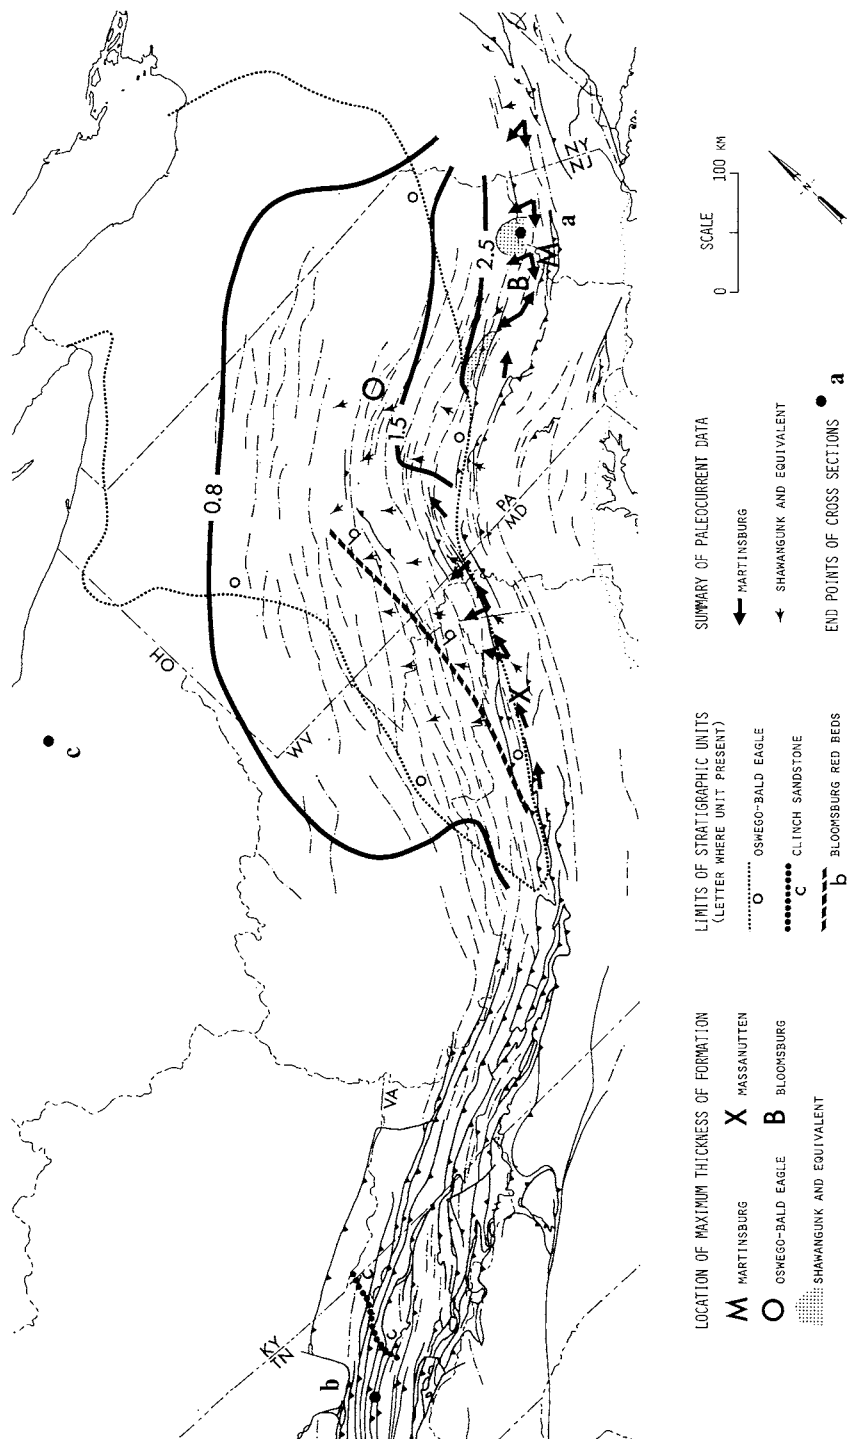 KY
TN
VA
WV
OH
PA
MD
NY
NJ
0.8
1.5
2.5
a
b
c
b
b
c
c
B
M
X
LOCATION OF MAXIMUM THICKNESS OF FORMATION
M MARTINSBURG
X MASSANUTTEN
O OSWEGO-BALD EAGLE
B BLOOMSBURG
SHAWANGUNK AND EQUIVALENT
LIMITS OF STRATIGRAPHIC UNITS
(LETTER WHERE UNIT PRESENT)
o OSWEGO-BALD EAGLE
c CLINCH SANDSTONE
b BLOOMSBURG RED BEDS
SUMMARY OF PALEOCURRENT DATA
MARTINSBURG
SHAWANGUNK AND EQUIVALENT
END POINTS OF CROSS SECTIONS
a
SCALE
0 100 KM
N